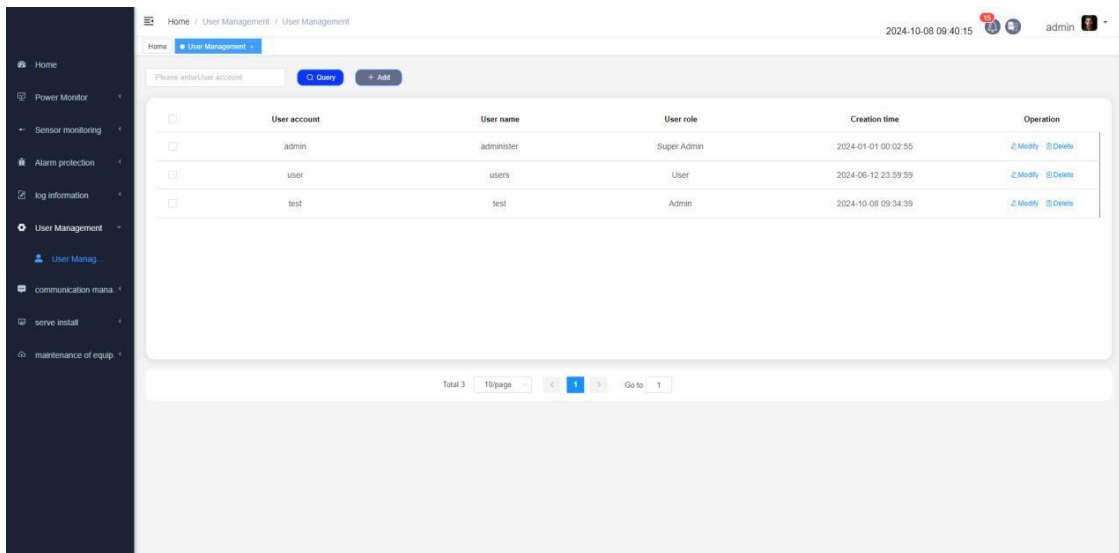 Home / User Management / User Management
2024-10-08 09:40:15 15 admin
Home User Management ×
Home
Power Monitor
Sensor monitoring
Alarm protection
log information
User Management
User Manag...
communication mana..
serve install
maintenance of equip.
Please enterUser account Query + Add
User account User name User role Creation time Operation
admin administer Super Admin 2024-01-01 00:02:55 Modify Delete
user users User 2024-06-12 23:59:59 Modify Delete
test test Admin 2024-10-08 09:34:39 Modify Delete
Total 3 10/page < 1 > Go to 1